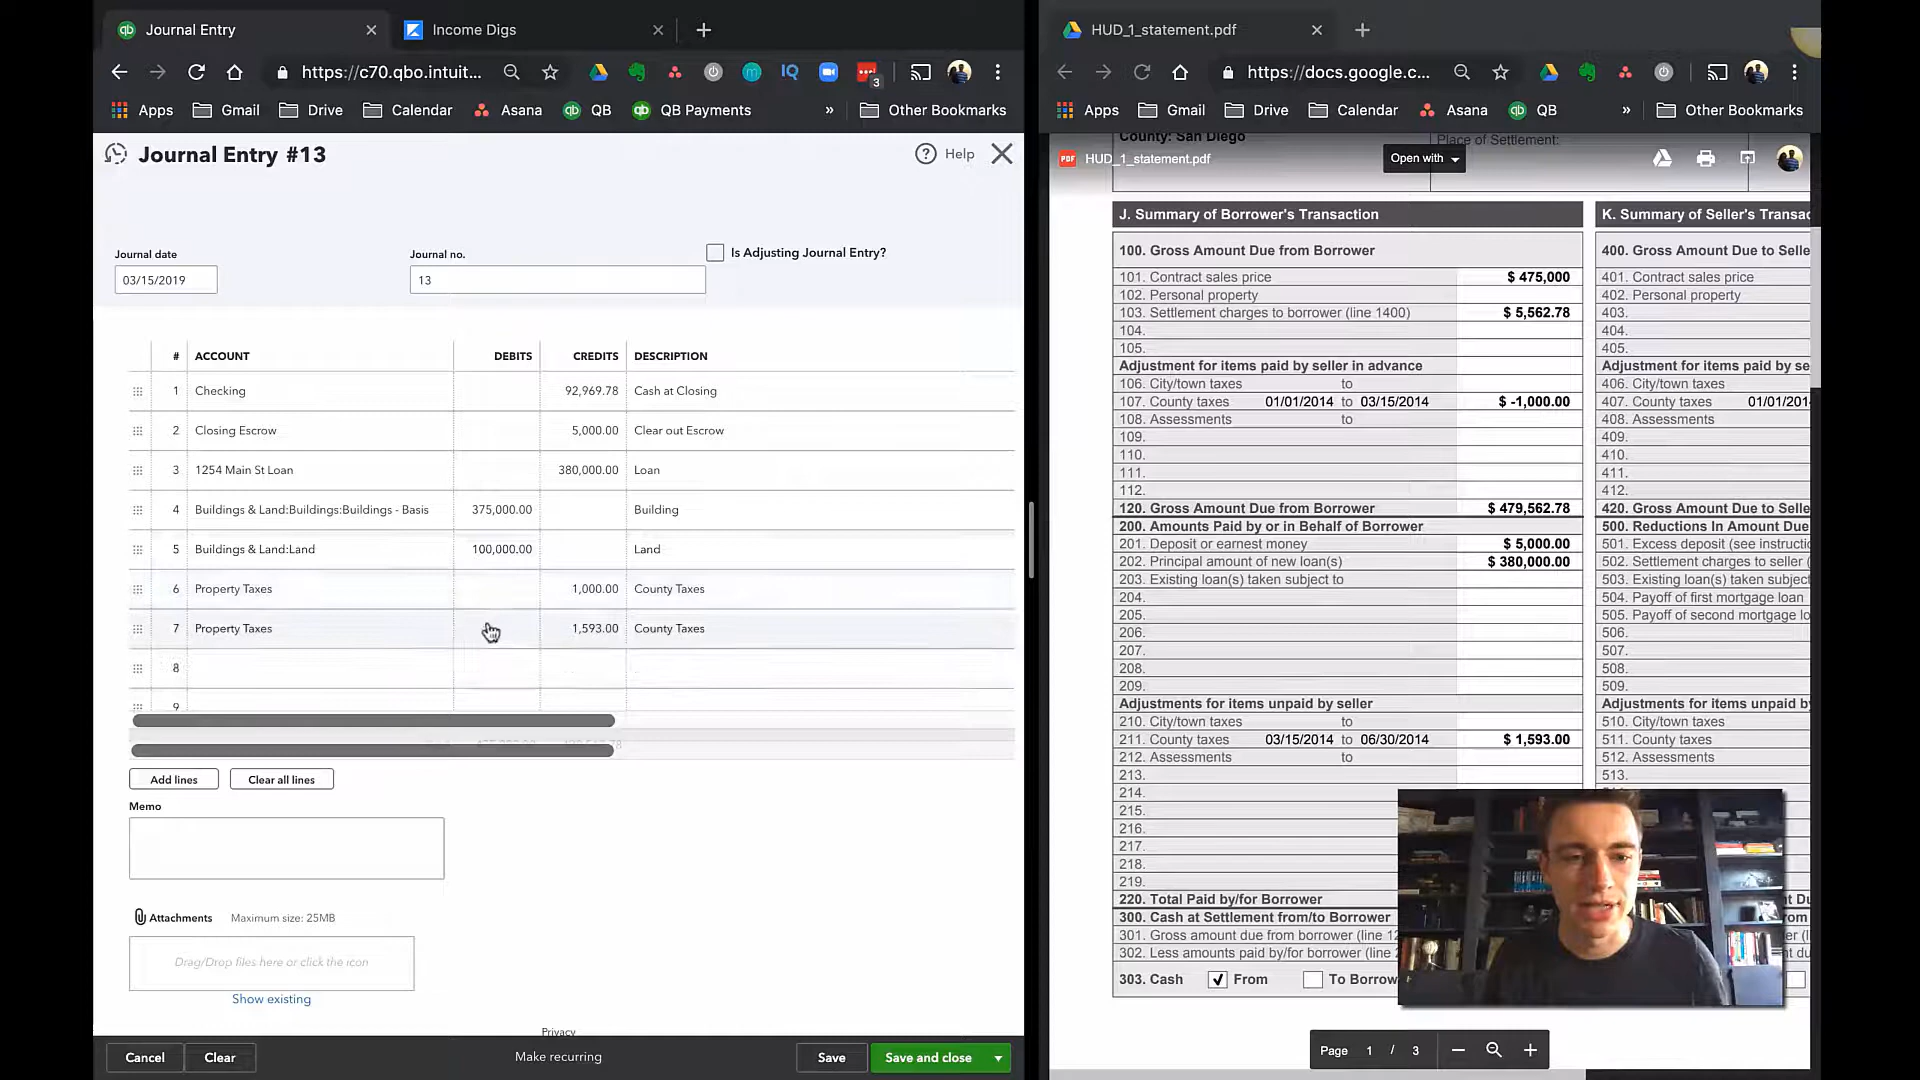 Journal Entry
Income Digs
HUD_1_statement.pdf
https://c70.qbo.intuit...
IQ
3
https://docs.google.c...
Apps Gmail Drive Calendar Asana QB QB Payments » Other Bookmarks
Apps Gmail Drive Calendar Asana QB » Other Bookmarks
Journal Entry #13
Help
Journal date
03/15/2019
Journal no.
13
Is Adjusting Journal Entry?
# ACCOUNT DEBITS CREDITS DESCRIPTION
1 Checking 92,969.78 Cash at Closing
2 Closing Escrow 5,000.00 Clear out Escrow
3 1254 Main St Loan 380,000.00 Loan
4 Buildings & Land:Buildings:Buildings - Basis 375,000.00 Building
5 Buildings & Land:Land 100,000.00 Land
6 Property Taxes 1,000.00 County Taxes
7 Property Taxes 1,593.00 County Taxes
8
9
Add lines Clear all lines
Memo
Attachments Maximum size: 25MB
Drag/Drop files here or click the icon
Show existing
Privacy
Cancel Clear Make recurring Save Save and close
County: San Diego
Place of Settlement:
PDF HUD_1_statement.pdf
Open with
J. Summary of Borrower's Transaction
100. Gross Amount Due from Borrower
101. Contract sales price $ 475,000
102. Personal property
103. Settlement charges to borrower (line 1400) $ 5,562.78
104.
105.
Adjustment for items paid by seller in advance
106. City/town taxes to
107. County taxes 01/01/2014 to 03/15/2014 $ -1,000.00
108. Assessments to
109.
110.
111.
112.
120. Gross Amount Due from Borrower $ 479,562.78
200. Amounts Paid by or in Behalf of Borrower
201. Deposit or earnest money $ 5,000.00
202. Principal amount of new loan(s) $ 380,000.00
203. Existing loan(s) taken subject to
204.
205.
206.
207.
208.
209.
Adjustments for items unpaid by seller
210. City/town taxes to
211. County taxes 03/15/2014 to 06/30/2014 $ 1,593.00
212. Assessments to
213.
214.
215.
216.
217.
218.
219.
220. Total Paid by/for Borrower
300. Cash at Settlement from/to Borrower
301. Gross amount due from borrower (line 12
302. Less amounts paid by/for borrower (line
303. Cash ✓ From To Borrow
K. Summary of Seller's Transac
400. Gross Amount Due to Selle
401. Contract sales price
402. Personal property
403.
404.
405.
Adjustment for items paid by se
406. City/town taxes
407. County taxes 01/01/201
408. Assessments
409.
410.
411.
412.
420. Gross Amount Due to Selle
500. Reductions In Amount Due
501. Excess deposit (see instructi
502. Settlement charges to seller (
503. Existing loan(s) taken subject
504. Payoff of first mortgage loan
505. Payoff of second mortgage lo
506.
507.
508.
509.
Adjustments for items unpaid by
510. City/town taxes
511. County taxes
512. Assessments
513.
Page 1 / 3